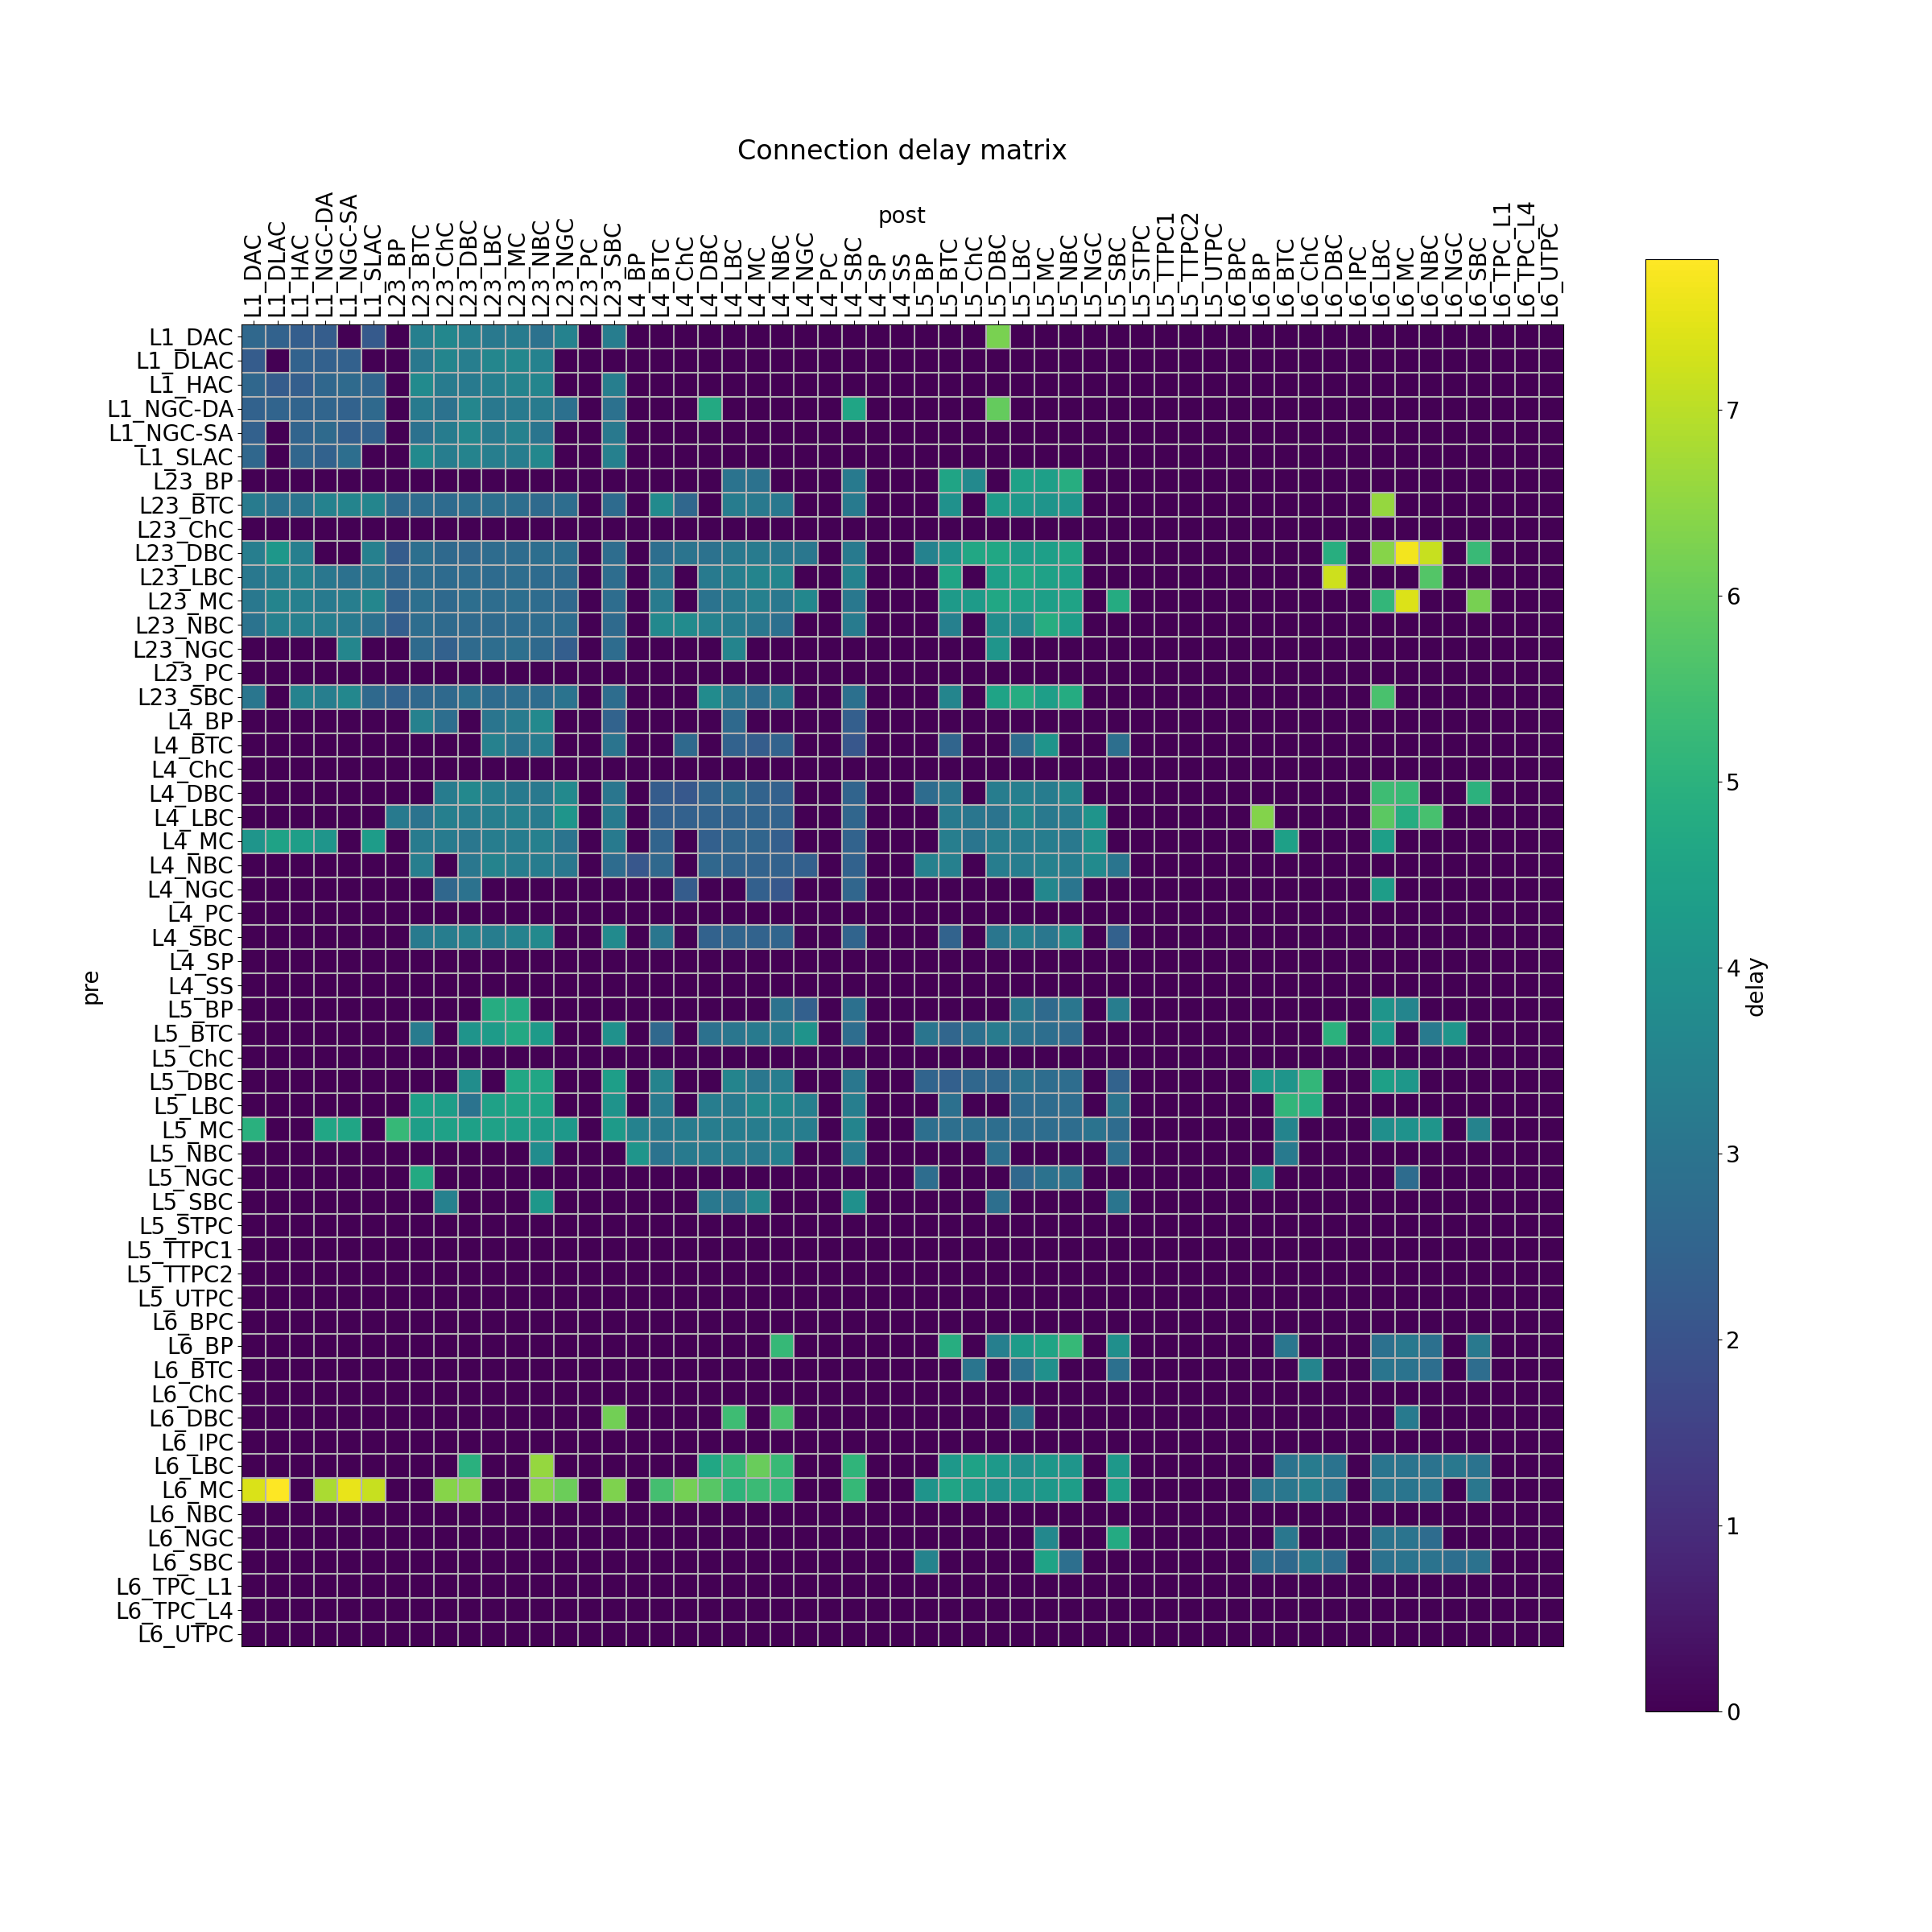 Connection delay matrix
post
L1_DAC
L1_DLAC
L1_HAC
L1_NGC-DA
L1_NGC-SA
L1_SLAC
L23_BP
L23_BTC
L23_ChC
L23_DBC
L23_LBC
L23_MC
L23_NBC
L23_NGC
L23_PC
L23_SBC
L4_BP
L4_BTC
L4_ChC
L4_DBC
L4_LBC
L4_MC
L4_NBC
L4_NGC
L4_PC
L4_SBC
L4_SP
L4_SS
L5_BP
L5_BTC
L5_ChC
L5_DBC
L5_LBC
L5_MC
L5_NBC
L5_NGC
L5_SBC
L5_STPC
L5_TTPC1
L5_TTPC2
L5_UTPC
L6_BPC
L6_BP
L6_BTC
L6_ChC
L6_DBC
L6_IPC
L6_LBC
L6_MC
L6_NBC
L6_NGC
L6_SBC
L6_TPC_L1
L6_TPC_L4
L6_UTPC
pre
L1_DAC
L1_DLAC
L1_HAC
L1_NGC-DA
L1_NGC-SA
L1_SLAC
L23_BP
L23_BTC
L23_ChC
L23_DBC
L23_LBC
L23_MC
L23_NBC
L23_NGC
L23_PC
L23_SBC
L4_BP
L4_BTC
L4_ChC
L4_DBC
L4_LBC
L4_MC
L4_NBC
L4_NGC
L4_PC
L4_SBC
L4_SP
L4_SS
L5_BP
L5_BTC
L5_ChC
L5_DBC
L5_LBC
L5_MC
L5_NBC
L5_NGC
L5_SBC
L5_STPC
L5_TTPC1
L5_TTPC2
L5_UTPC
L6_BPC
L6_BP
L6_BTC
L6_ChC
L6_DBC
L6_IPC
L6_LBC
L6_MC
L6_NBC
L6_NGC
L6_SBC
L6_TPC_L1
L6_TPC_L4
L6_UTPC
7
6
5
4
3
2
1
0
delay